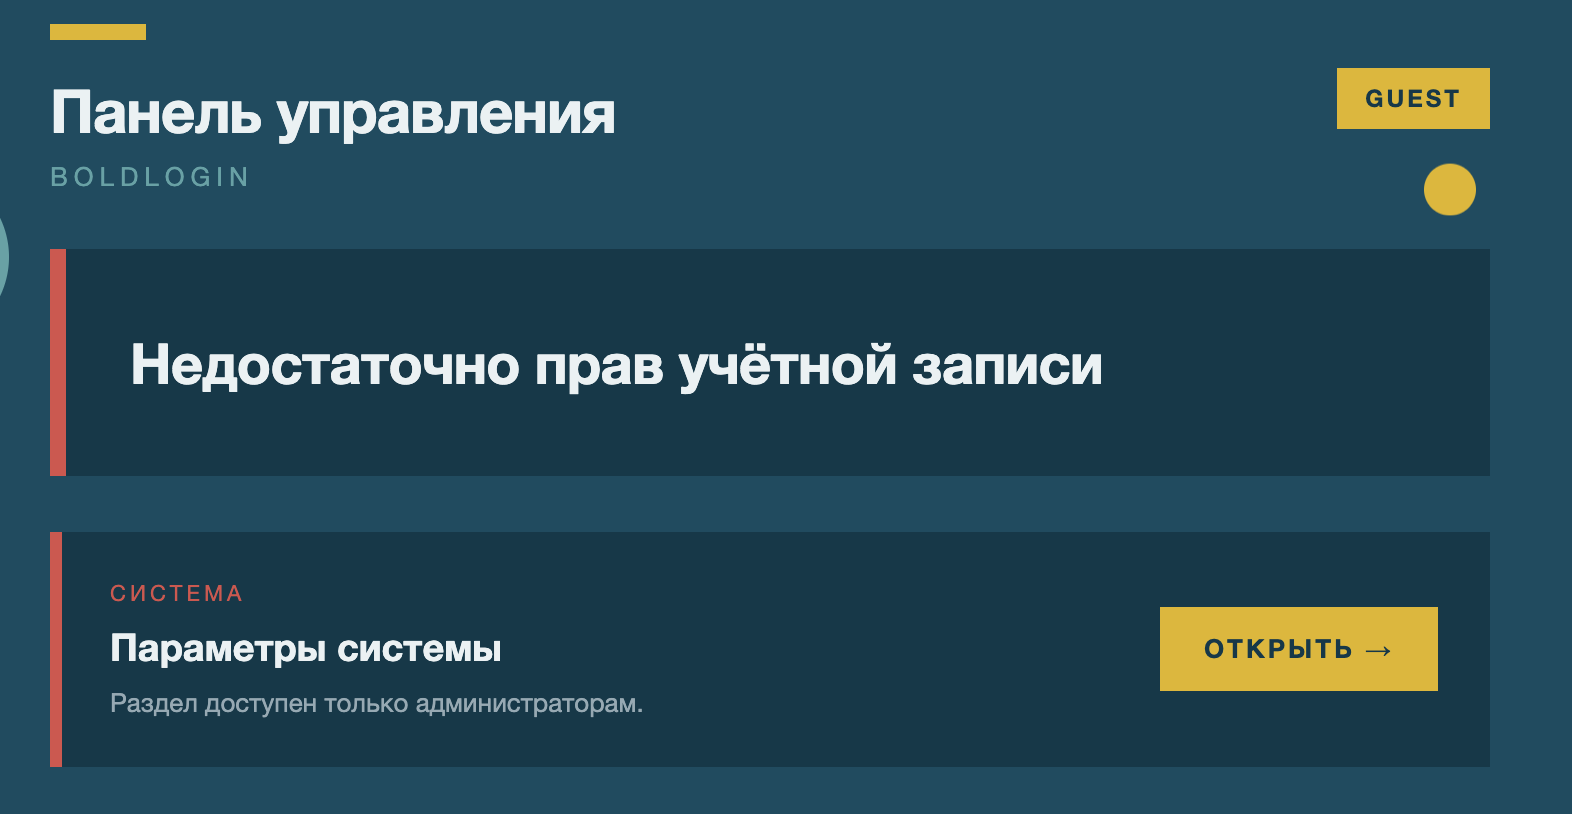 Панель управления
GUEST
BOLDLOGIN
Недостаточно прав учётной записи
СИСТЕМА
Параметры системы
Раздел доступен только администраторам.
ОТКРЫТЬ →